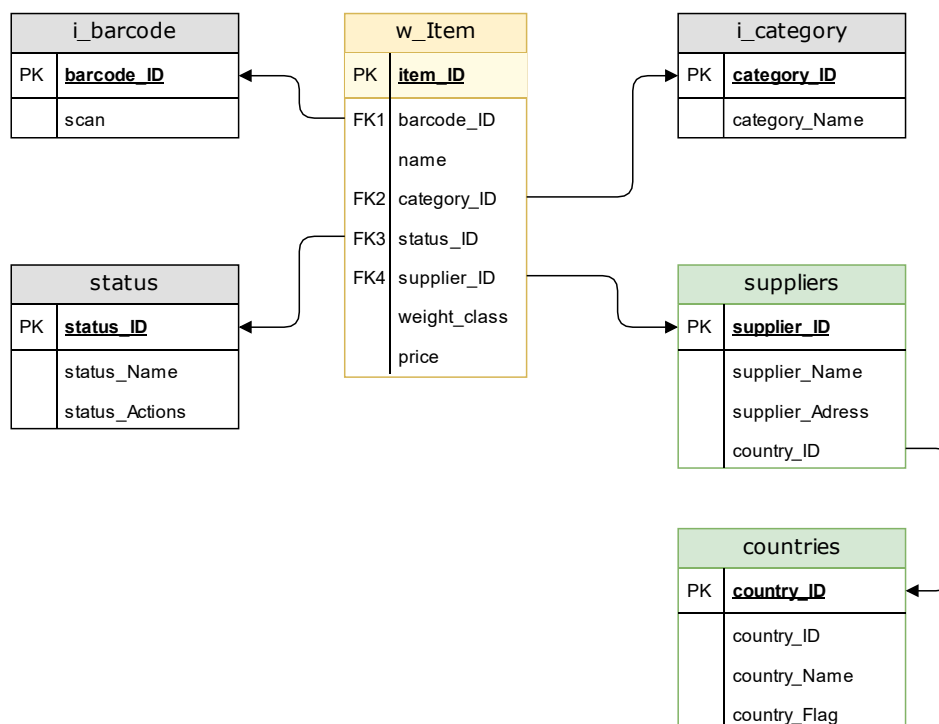 i_barcode
PK barcode_ID
scan
w_Item
PK item_ID
FK1 barcode_ID
name
FK2 category_ID
FK3 status_ID
FK4 supplier_ID
weight_class
price
i_category
PK category_ID
category_Name
status
PK status_ID
status_Name
status_Actions
suppliers
PK supplier_ID
supplier_Name
supplier_Adress
country_ID
countries
PK country_ID
country_ID
country_Name
country_Flag